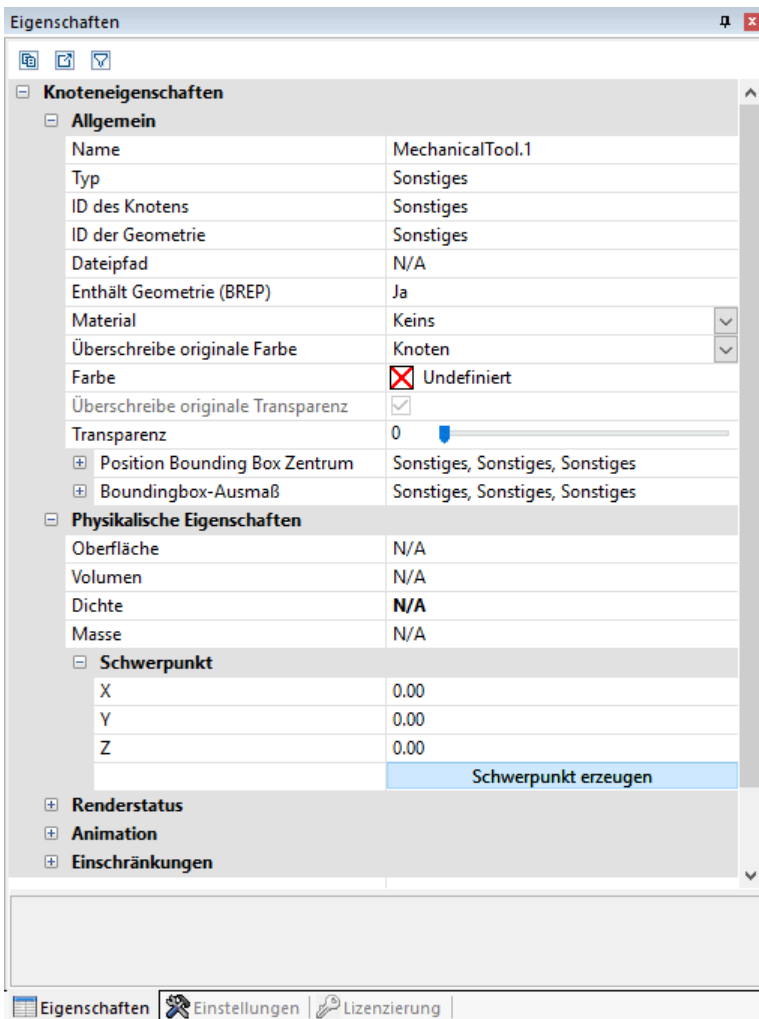 Eigenschaften
Knoteneigenschaften
Allgemein
Name MechanicalTool.1
Typ Sonstiges
ID des Knotens Sonstiges
ID der Geometrie Sonstiges
Dateipfad N/A
Enthält Geometrie (BREP) Ja
Material Keins
Überschreibe originale Farbe Knoten
Farbe Undefiniert
Überschreibe originale Transparenz
Transparenz 0
Position Bounding Box Zentrum Sonstiges, Sonstiges, Sonstiges
Boundingbox-Ausmaß Sonstiges, Sonstiges, Sonstiges
Physikalische Eigenschaften
Oberfläche N/A
Volumen N/A
Dichte N/A
Masse N/A
Schwerpunkt
X 0.00
Y 0.00
Z 0.00
Schwerpunkt erzeugen
Renderstatus
Animation
Einschränkungen
Eigenschaften Einstellungen Lizenzierung